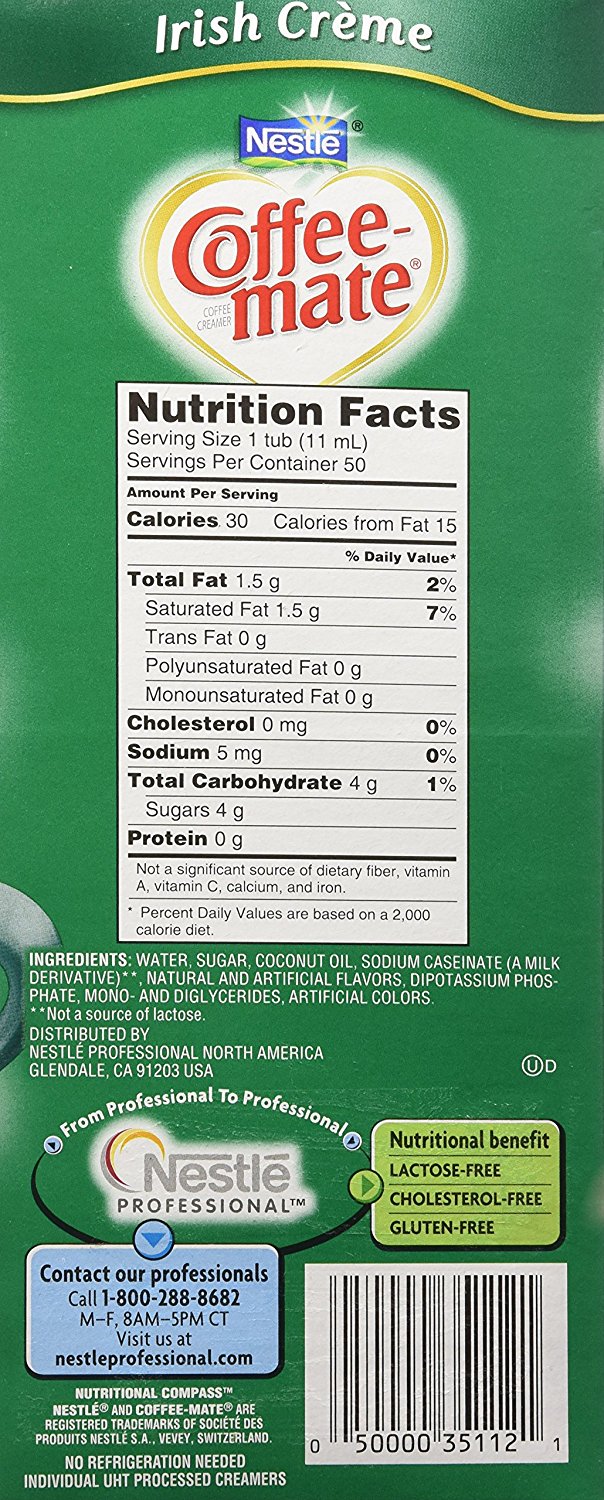 Irish Crème
Nestlé®
Coffee-
mate®
COFFEE
CREAMER
Nutrition Facts
Serving Size 1 tub (11 mL)
Servings Per Container 50
Amount Per Serving
Calories 30 Calories from Fat 15
% Daily Value*
Total Fat 1.5 g 2%
Saturated Fat 1.5 g 7%
Trans Fat 0 g
Polyunsaturated Fat 0 g
Monounsaturated Fat 0 g
Cholesterol 0 mg 0%
Sodium 5 mg 0%
Total Carbohydrate 4 g 1%
Sugars 4 g
Protein 0 g
Not a significant source of dietary fiber, vitamin
A, vitamin C, calcium, and iron.
* Percent Daily Values are based on a 2,000
calorie diet.
INGREDIENTS: WATER, SUGAR, COCONUT OIL, SODIUM CASEINATE (A MILK
DERIVATIVE)**, NATURAL AND ARTIFICIAL FLAVORS, DIPOTASSIUM PHOS-
PHATE, MONO- AND DIGLYCERIDES, ARTIFICIAL COLORS.
**Not a source of lactose.
DISTRIBUTED BY
NESTLÉ PROFESSIONAL NORTH AMERICA
GLENDALE, CA 91203 USA
ⓊD
From Professional To Professional
Nestlé
PROFESSIONAL™
Nutritional benefit
LACTOSE-FREE
CHOLESTEROL-FREE
GLUTEN-FREE
Contact our professionals
Call 1-800-288-8682
M–F, 8AM–5PM CT
Visit us at
nestleprofessional.com
NUTRITIONAL COMPASS™
NESTLÉ® AND COFFEE-MATE® ARE
REGISTERED TRADEMARKS OF SOCIÉTÉ DES
PRODUITS NESTLÉ S.A., VEVEY, SWITZERLAND.
NO REFRIGERATION NEEDED
INDIVIDUAL UHT PROCESSED CREAMERS
0 50000 35112 1